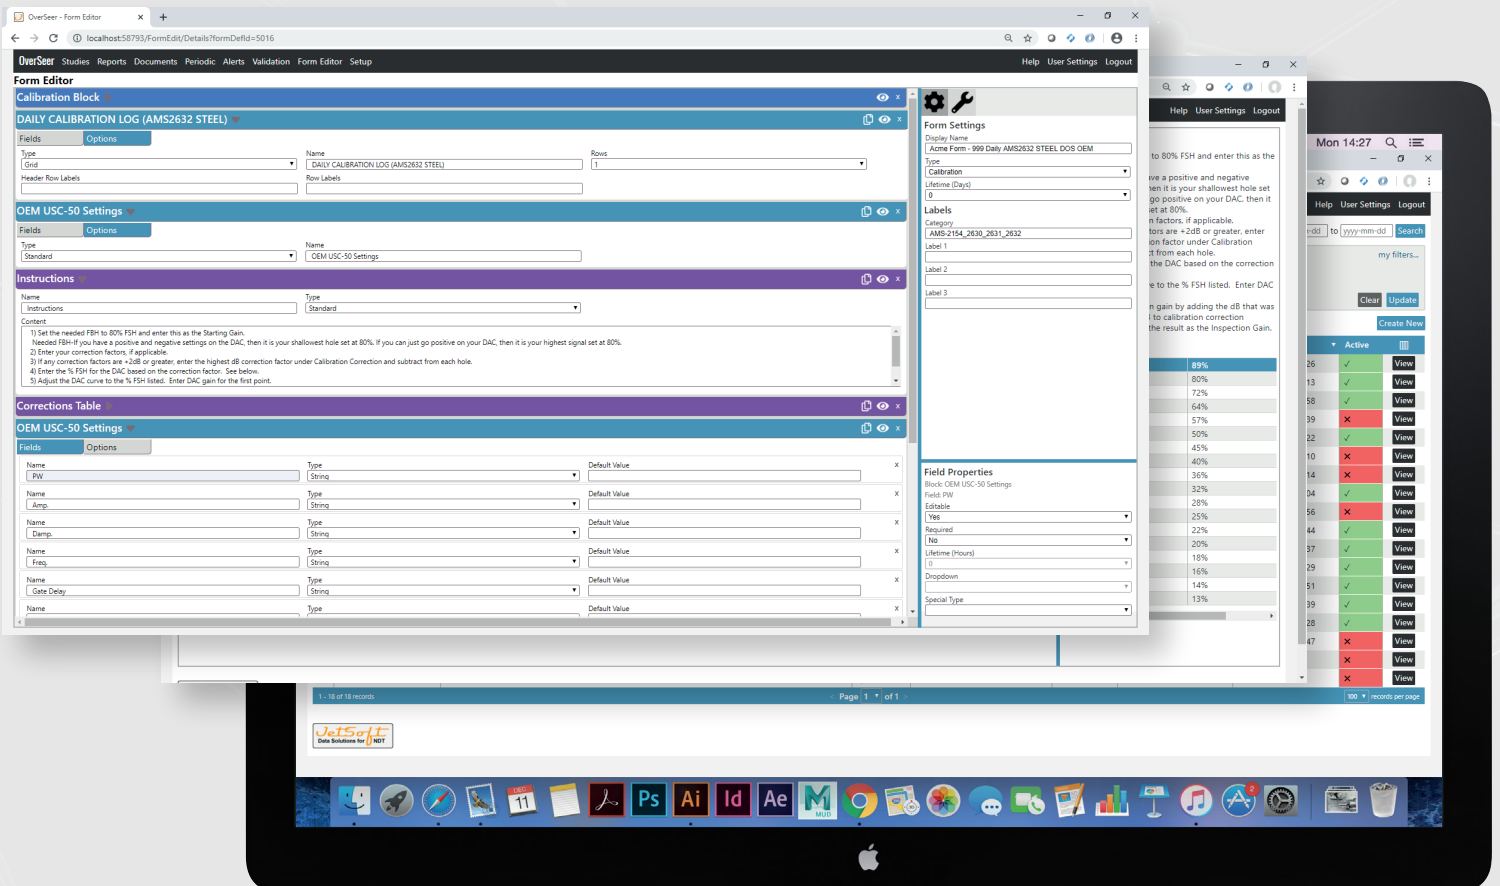 OverSeer - Form Editor
localhost:58793/FormEdit/Details?formDefId=5016
OverSeer Studies Reports Documents Periodic Alerts Validation Form Editor Setup Help User Settings Logout
Form Editor
Calibration Block
DAILY CALIBRATION LOG (AMS2632 STEEL)
Fields Options
Type Name Rows
Grid DAILY CALIBRATION LOG (AMS2632 STEEL) 1
Header Row Labels Row Labels
OEM USC-50 Settings
Fields Options
Type Name
Standard OEM USC-50 Settings
Instructions
Name Type
Instructions Standard
Content
1) Set the needed FBH to 80% FSH and enter this as the Starting Gain.
Needed FBH-If you have a positive and negative settings on the DAC, then it is your shallowest hole set at 80%. If you can just go positive on your DAC, then it is your highest signal set at 80%.
2) Enter your correction factors, if applicable.
3) If any correction factors are +2dB or greater, enter the highest dB correction factor under Calibration Correction and subtract from each hole.
4) Enter the % FSH for the DAC based on the correction factor. See below.
5) Adjust the DAC curve to the % FSH listed. Enter DAC gain for the first point.
Corrections Table
OEM USC-50 Settings
Fields Options
Name Type Default Value
PW String
Name Type Default Value
Amp. String
Name Type Default Value
Damp. String
Name Type Default Value
Freq. String
Name Type Default Value
Gate Delay String
Name Type Default Value
Form Settings
Display Name
Acme Form - 999 Daily AMS2632 STEEL DOS OEM
Type
Calibration
Lifetime (Days)
0
Labels
Category
AMS-2154_2630_2631_2632
Label 1
Label 2
Label 3
Field Properties
Block: OEM USC-50 Settings
Field: PW
Editable
Yes
Required
No
Lifetime (Hours)
0
Dropdown
Special Type
Help User Settings Logout
to 80% FSH and enter this as the
ve a positive and negative
hen it is your shallowest hole set
go positive on your DAC, then it
set at 80%.
n factors, if applicable.
tors are +2dB or greater, enter
ion factor under Calibration
ct from each hole.
the DAC based on the correction
e to the % FSH listed. Enter DAC
n gain by adding the dB that was
to calibration correction
the result as the Inspection Gain.
89%
80%
72%
64%
57%
50%
45%
40%
36%
32%
28%
25%
22%
20%
18%
16%
14%
13%
Mon 14:27
Help User Settings Logout
-dd to yyyy-mm-dd Search
my filters...
Clear Update
Create New
Active
26 View
13 View
58 View
39 View
22 View
10 View
14 View
04 View
56 View
44 View
37 View
29 View
51 View
39 View
28 View
47 View
View
View
1 - 18 of 18 records Page 1 of 1 100 records per page
JetSoft
Data Solutions for NDT
DEC
11
Ps Ai Id Ae M
MUD
2